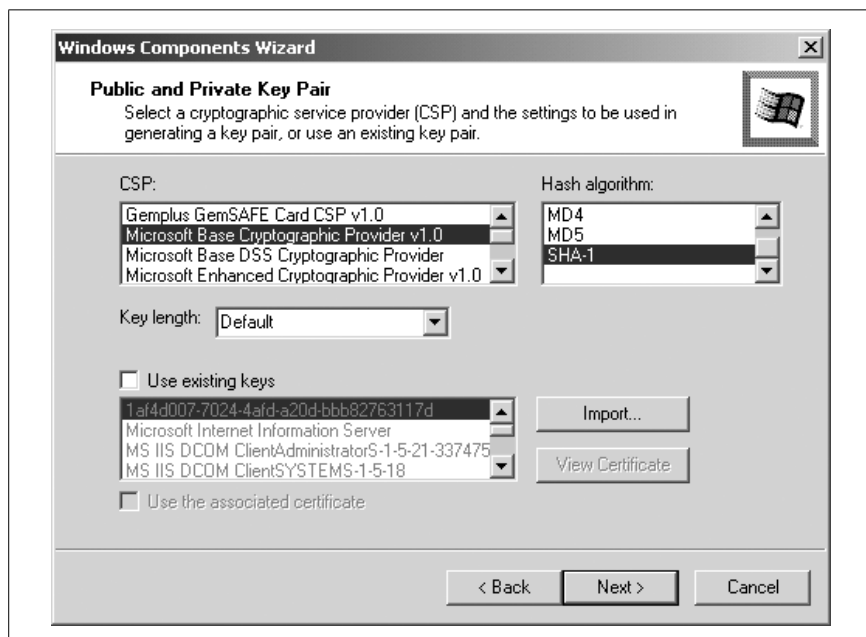 Windows Components Wizard
Public and Private Key Pair
Select a cryptographic service provider (CSP) and the settings to be used in
generating a key pair, or use an existing key pair.
CSP:
Gemplus GemSAFE Card CSP v1.0
Microsoft Base Cryptographic Provider v1.0
Microsoft Base DSS Cryptographic Provider
Microsoft Enhanced Cryptographic Provider v1.0
Hash algorithm:
MD4
MD5
SHA-1
Key length:
Default
Use existing keys
1af4d007-7024-4afd-a20d-bbb82763117d
Microsoft Internet Information Server
MS IIS DCOM ClientAdministratorS-1-5-21-337475
MS IIS DCOM ClientSYSTEMS-1-5-18
Import...
View Certificate
Use the associated certificate
< Back
Next >
Cancel